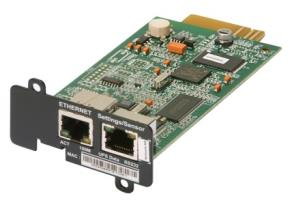 ETHERNET Settings/Sensor
ACT 100M UPS Data RS232
MAC: